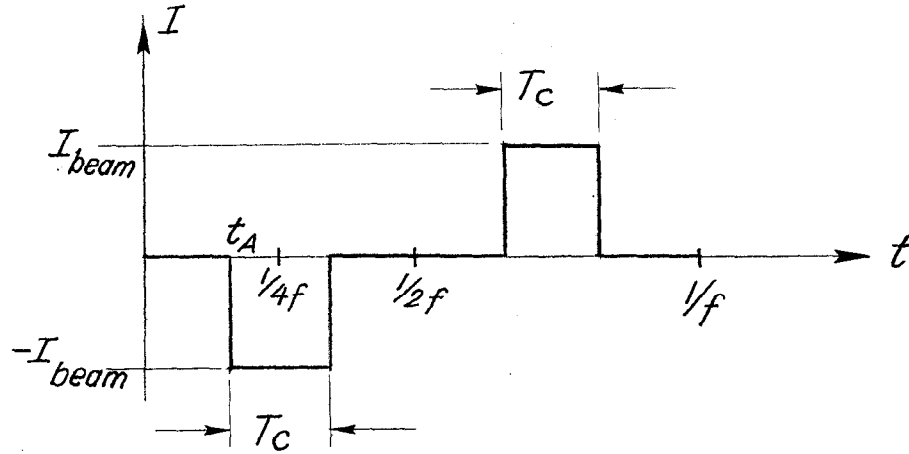 I
T_C
I_beam
t_A
1/4f
1/2f
1/f
t
-I_beam
T_C